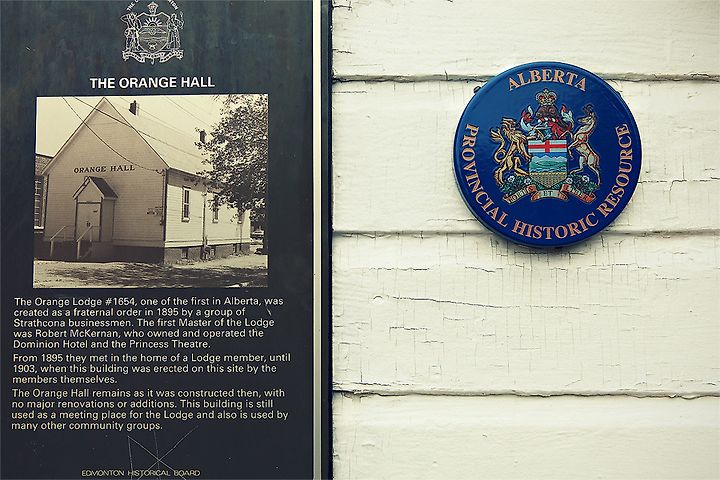 THE ORANGE HALL
ORANGE HALL
The Orange Lodge #1654, one of the first in Alberta, was
created as a fraternal order in 1895 by a group of
Strathcona businessmen. The first Master of the Lodge
was Robert McKernan, who owned and operated the
Dominion Hotel and the Princess Theatre.
From 1895 they met in the home of a Lodge member, until
1903, when this building was erected on this site by the
members themselves.
The Orange Hall remains as it was constructed then, with
no major renovations or additions. This building is still
used as a meeting place for the Lodge and also is used by
many other community groups.
EDMONTON HISTORICAL BOARD
ALBERTA
PROVINCIAL HISTORIC RESOURCE